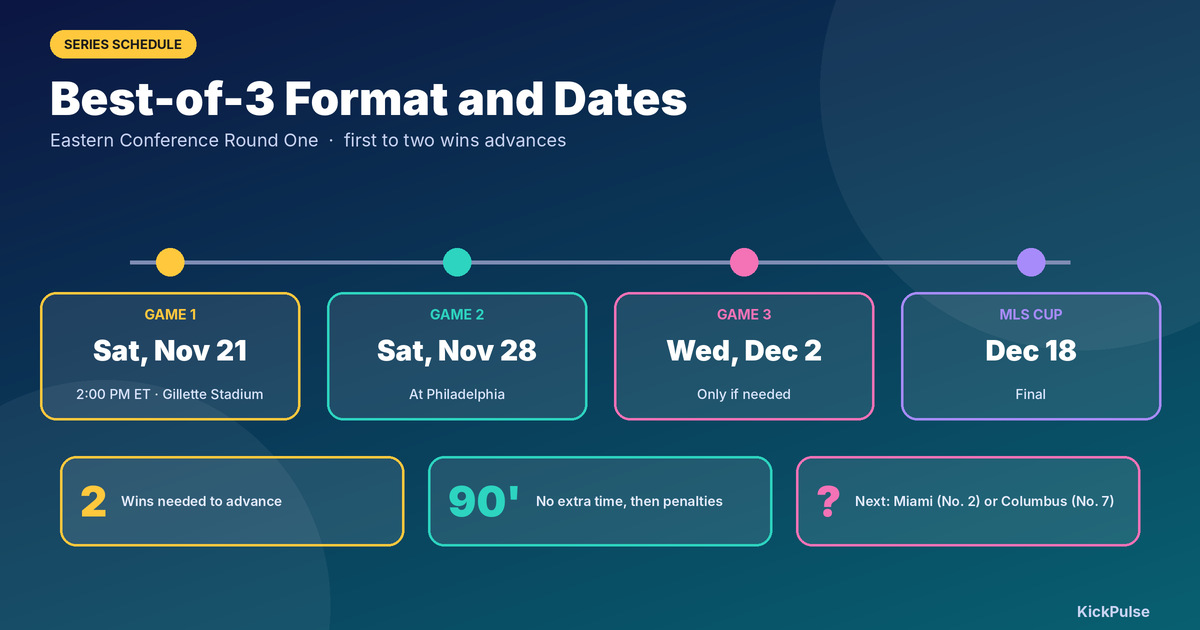 SERIES SCHEDULE
Best-of-3 Format and Dates
Eastern Conference Round One · first to two wins advances
GAME 1
Sat, Nov 21
2:00 PM ET · Gillette Stadium
GAME 2
Sat, Nov 28
At Philadelphia
GAME 3
Wed, Dec 2
Only if needed
MLS CUP
Dec 18
Final
2 Wins needed to advance
90' No extra time, then penalties
? Next: Miami (No. 2) or Columbus (No. 7)
KickPulse